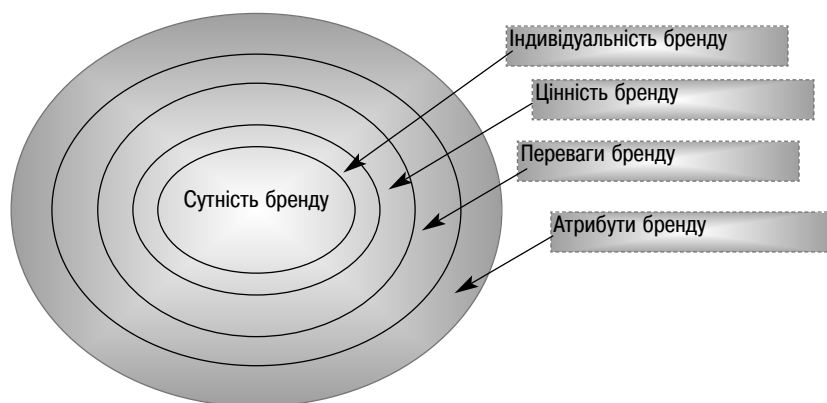 Індивідуальність бренду
Цінність бренду
Переваги бренду
Сутність бренду
Атрибути бренду